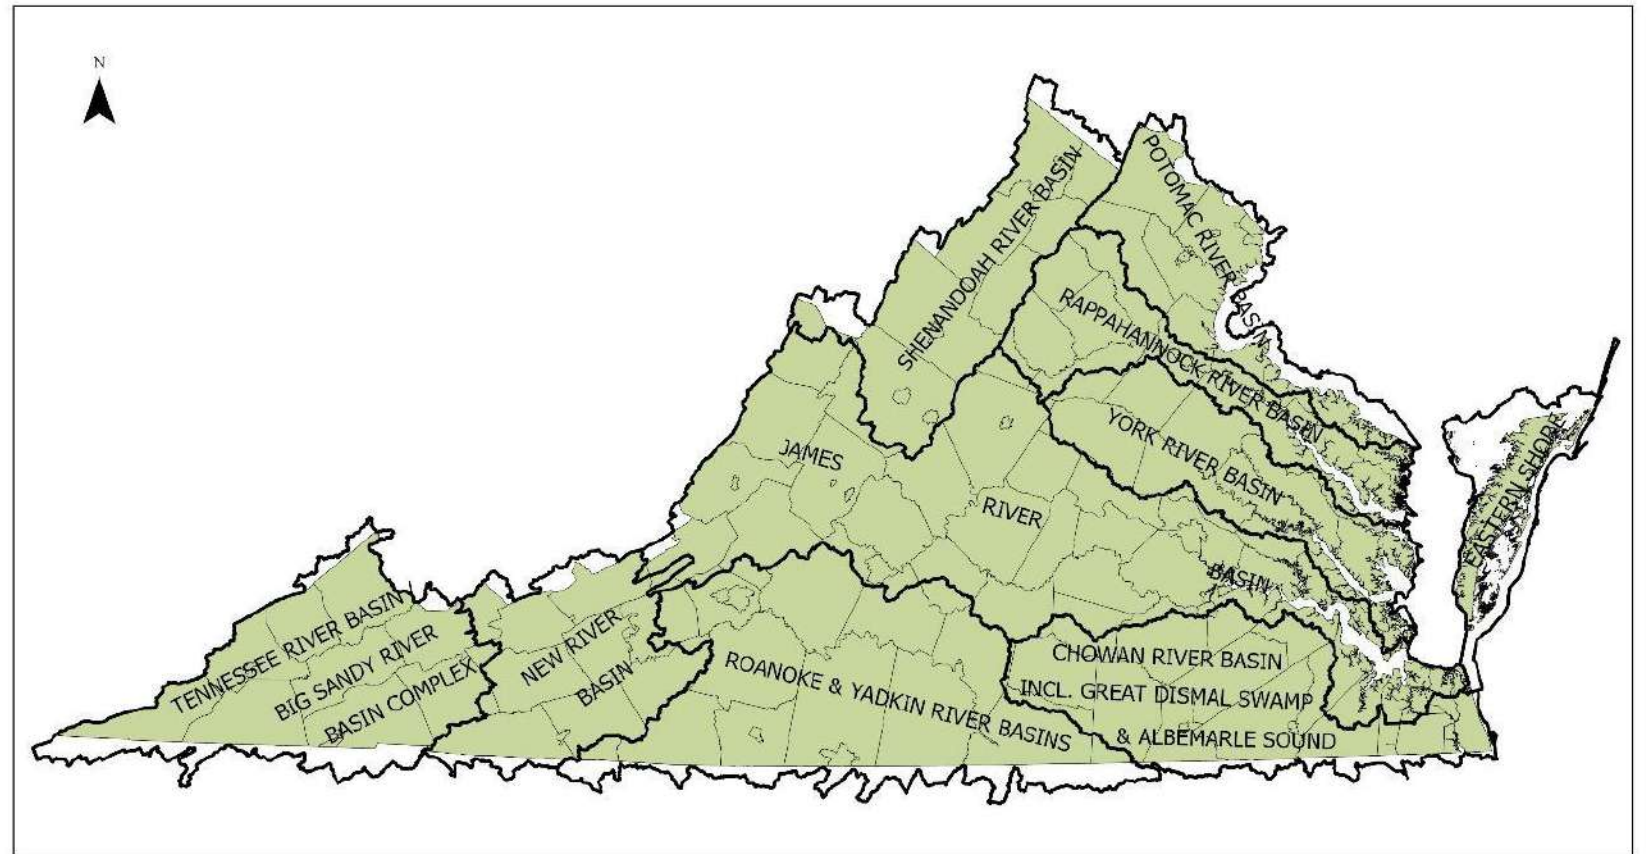 N
POTOMAC RIVER BASIN
SHENANDOAH RIVER BASIN
RAPPAHANNOCK RIVER BASIN
YORK RIVER BASIN
EASTERN SHORE
JAMES
RIVER
BASIN
TENNESSEE RIVER BASIN
BIG SANDY RIVER
BASIN COMPLEX
NEW RIVER
BASIN
ROANOKE & YADKIN RIVER BASINS
CHOWAN RIVER BASIN
INCL. GREAT DISMAL SWAMP
& ALBEMARLE SOUND